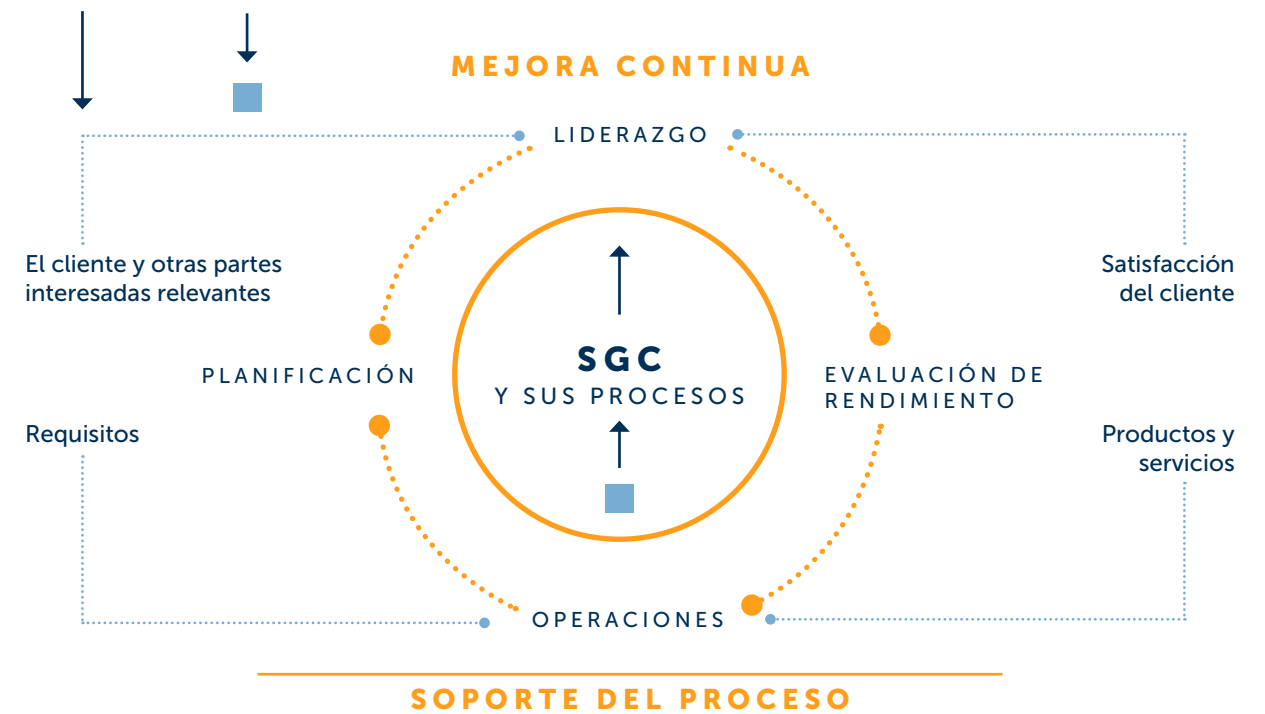 MEJORA CONTINUA
LIDERAZGO
El cliente y otras partes
interesadas relevantes
Satisfacción
del cliente
SGC
Y SUS PROCESOS
PLANIFICACIÓN
EVALUACIÓN DE
RENDIMIENTO
Requisitos
Productos y
servicios
OPERACIONES
SOPORTE DEL PROCESO